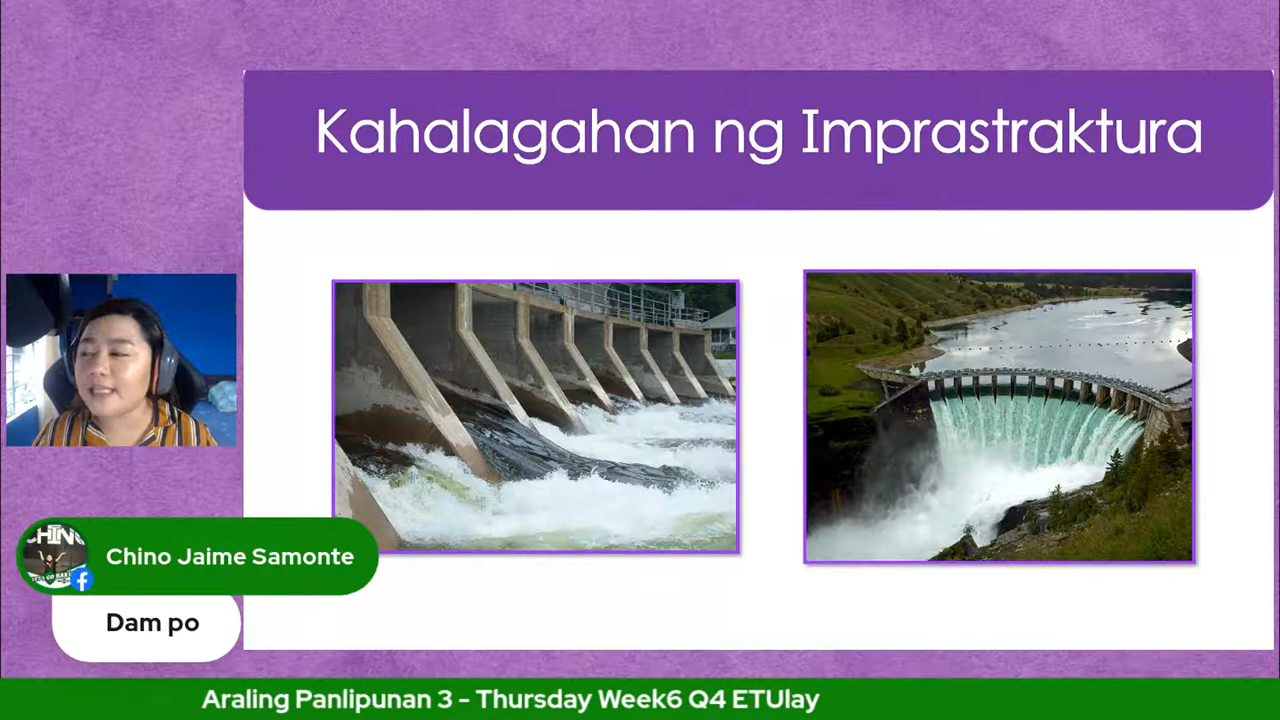 Kahalagahan ng Imprastraktura
Chino Jaime Samonte
Dam po
Araling Panlipunan 3 - Thursday Week6 Q4 ETUlay